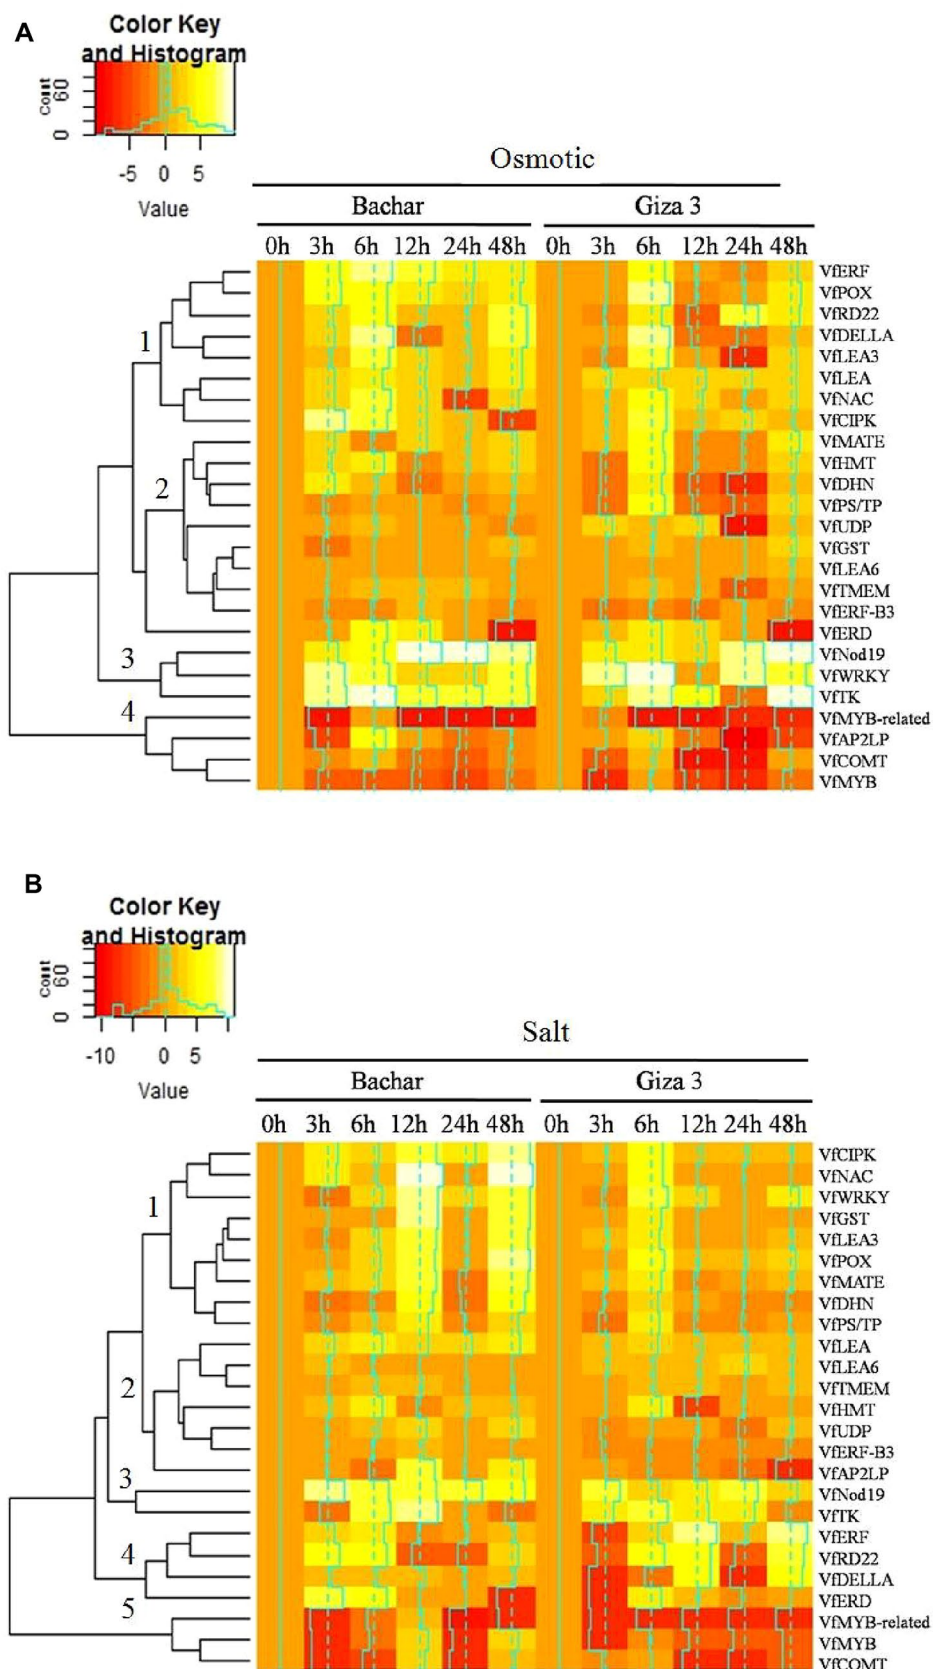 A
Color Key
and Histogram
Count
0 60
-5 0 5
Value
Osmotic
Bachar Giza 3
0h 3h 6h 12h 24h 48h 0h 3h 6h 12h 24h 48h
VfERF
VfPOX
VfRD22
1
VfDELLA
VfLEA3
VfLEA
VfNAC
VfCIPK
VfMATE
VfHMT
2
VfDHN
VfPS/TP
VfUDP
VfGST
VfLEA6
VfTMEM
VfERF-B3
VfERD
3
VfNod19
VfWRKY
VfTK
4
VfMYB-related
VfAP2LP
VfCOMT
VfMYB
B
Color Key
and Histogram
Count
0 60
-10 0 5
Value
Salt
Bachar Giza 3
0h 3h 6h 12h 24h 48h 0h 3h 6h 12h 24h 48h
VfCIPK
VfNAC
VfWRKY
1
VfGST
VfLEA3
VfPOX
VfMATE
VfDHN
VfPS/TP
VfLEA
VfLEA6
2
VfTMEM
VfHMT
VfUDP
VfERF-B3
VfAP2LP
3
VfNod19
VfTK
VfERF
4
VfRD22
VfDELLA
VfERD
5
VfMYB-related
VfMYB
VfCOMT